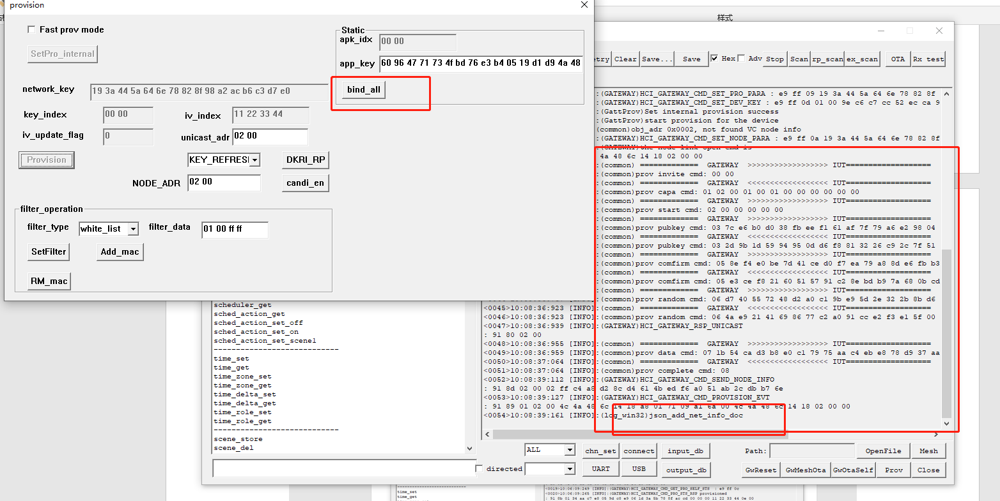 provision
样式
Fast prov mode
SetPro_internal
network_key
19 3a 44 5a 64 6e 78 82 8f 98 a2 ac b6 c3 d7 e0
key_index
00 00
iv_index
11 22 33 44
iv_update_flag
0
unicast_adr
02 00
Provision
KEY_REFRESI
DKRI_RP
NODE_ADR
02 00
candi_en
Static
apk_idx
00 00
app_key
60 96 47 71 73 4f bd 76 e3 b4 05 19 d1 d9 4a 48
bind_all
filter_operation
filter_type
white_list
filter_data
01 00 ff ff
SetFilter
Add_mac
RM_mac
etry
Clear
Save...
Save
Hex
Adv
Stop
Scan
rp_scan
ex_scan
OTA
Rx test
:(GATEWAY)HCI_GATEWAY_CMD_SET_PRO_PARA : e9 ff 09 19 3a 44 5a 64 6e 78 82 8f
:(GATEWAY)HCI_GATEWAY_CMD_SET_DEV_KEY : e9 ff 0d 01 00 9e c6 c7 cc 52 ec ca 9
:(GattProv)Set internal provision success
:(GattProv)start provision for the device
(common)obj_adr 0x0002, not found VC node info
:(GATEWAY)HCI_GATEWAY_CMD_SET_NODE_PARA : e9 ff 0a 19 3a 44 5a 64 6e 78 82 8f
:(GATEWAY)the node link open cmd is
4a 48 6c 14 18 02 00 00
:(common) ============== GATEWAY >>>>>>>>>>>>>>>>>> IUT====================
:(common)prov invite cmd: 00 00
:(common) ============== GATEWAY <<<<<<<<<<<<<<<<<< IUT====================
:(common)prov capa cmd: 01 02 00 01 00 01 00 00 00 00 00 00
:(common) ============== GATEWAY >>>>>>>>>>>>>>>>>> IUT====================
:(common)prov start cmd: 02 00 00 00 00 00
:(common) ============== GATEWAY >>>>>>>>>>>>>>>>>> IUT====================
:(common)prov pubkey cmd: 03 7c e6 b0 d0 38 fb ee f1 61 af 7f 79 a6 e2 98 04
:(common) ============== GATEWAY <<<<<<<<<<<<<<<<<< IUT====================
:(common)prov pubkey cmd: 03 2d 9b 1d 59 94 95 0d d6 f8 81 32 26 c9 2c 7f 51
:(common) ============== GATEWAY >>>>>>>>>>>>>>>>>> IUT====================
:(common)prov comfirm cmd: 05 8e f4 e0 be 7d 41 ce d0 f7 ea 79 a8 8d e6 fb b3
:(common) ============== GATEWAY <<<<<<<<<<<<<<<<<< IUT====================
:(common)prov comfirm cmd: 05 e3 ce f8 21 60 51 57 91 c2 8e bd b9 7a 68 0b cd
:(common) ============== GATEWAY >>>>>>>>>>>>>>>>>> IUT====================
:(common)prov random cmd: 06 d7 40 55 72 48 d2 a0 c1 9b e9 5d 2e 32 2b 8b d6
<0045>10:08:36:923 [INFO]:(common) ============== GATEWAY <<<<<<<<<<<<<<<<<< IUT====================
<0046>10:08:36:923 [INFO]:(common)prov random cmd: 06 4a e9 21 41 69 86 77 c2 a0 91 cc e2 f3 e1 5f 00
<0047>10:08:36:939 [INFO]:(GATEWAY)HCI_GATEWAY_RSP_UNICAST
: 91 80 02 00
<0048>10:08:36:955 [INFO]:(common) ============== GATEWAY >>>>>>>>>>>>>>>>>> IUT====================
<0049>10:08:36:959 [INFO]:(common)prov data cmd: 07 1b 54 ca d3 b8 e0 c1 79 75 aa c4 eb e8 78 d9 37 aa
<0050>10:08:37:064 [INFO]:(common) ============== GATEWAY <<<<<<<<<<<<<<<<<< IUT====================
<0051>10:08:37:064 [INFO]:(common)prov complete cmd: 08
<0052>10:08:39:112 [INFO]:(GATEWAY)HCI_GATEWAY_CMD_SEND_NODE_INFO
: 91 8d 02 00 02 ff c4 a8 d2 8c d4 61 4b ed f6 a0 51 ab 2c db b7 6e
<0053>10:08:39:127 [INFO]:(GATEWAY)HCI_GATEWAY_CMD_PROVISION_EVT
: 91 89 01 02 00 4c 4a 48 6c 14 18 a8 01 71 09 a1 6a 00 4c 4a 48 6c 14 18 02 00 00
<0054>10:08:39:161 [INFO]:(log_win32)json_add_net_info_doc
scheduler_get
sched_action_get
sched_action_set_off
sched_action_set_on
sched_action_set_scene1
----------------------------
time_set
time_get
time_zone_set
time_zone_get
time_delta_set
time_delta_get
time_role_set
time_role_get
----------------------------
scene_store
scene_del
ALL
chn_set
connect
input_db
Path:
OpenFile
Mesh
directed
UART
USB
output_db
GwReset
GwMeshOta
GwOtaSelf
Prov
Close
time_set
time_get
<0019>10:06:09:249 [INFO]:(GATEWAY)HCI_GATEWAY_CMD_GET_PRO_SELF_STS : e9 ff 0c
<0020>10:06:09:265 [INFO]:(GATEWAY)HCI_GATEWAY_CMD_PRO_STS_RSP provisioned